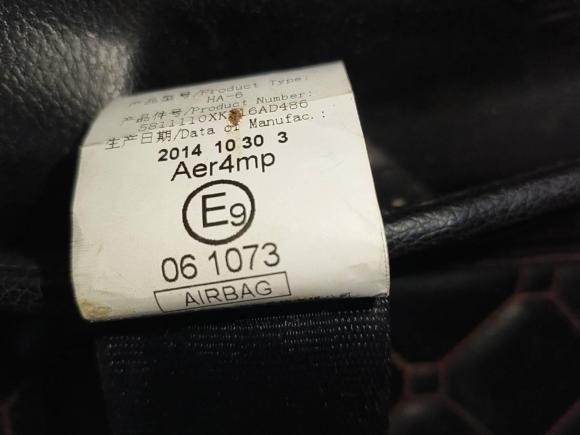 产品型号/Product Type:
HA-6
产品件号/Product Number:
生产日期/Data of Manufac.:
2014 10 30 3
Aer4mp
E9
06 1073
AIRBAG